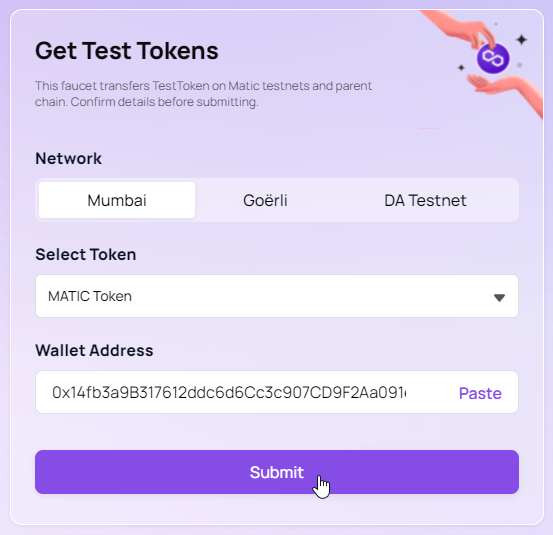 Get Test Tokens
This faucet transfers TestToken on Matic testnets and parent
chain. Confirm details before submitting.
Network
Mumbai Goërli DA Testnet
Select Token
MATIC Token
Wallet Address
0x14fb3a9B317612ddc6d6Cc3c907CD9F2Aa091 Paste
Submit